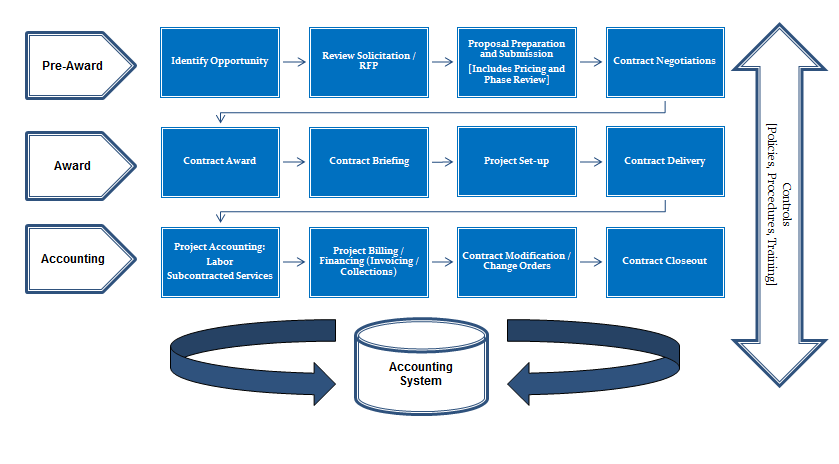 Pre-Award
Identify Opportunity
Review Solicitation /
RFP
Proposal Preparation
and Submission
[Includes Pricing and
Phase Review]
Contract Negotiations
Award
Contract Award
Contract Briefing
Project Set-up
Contract Delivery
Accounting
Project Accounting:
Labor
Subcontracted Services
Project Billing /
Financing (Invoicing /
Collections)
Contract Modification /
Change Orders
Contract Closeout
Controls
[Policies, Procedures, Training]
Accounting
System